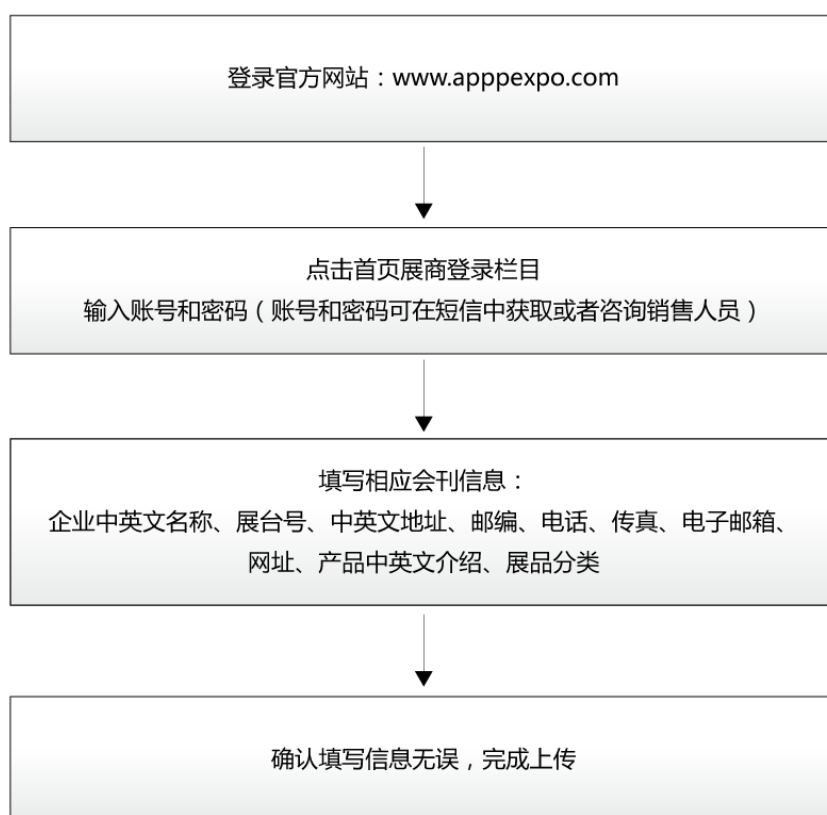 登录官方网站：www.apppexpo.com
点击首页展商登录栏目
输入账号和密码（账号和密码可在短信中获取或者咨询销售人员）
填写相应会刊信息：
企业中英文名称、展台号、中英文地址、邮编、电话、传真、电子邮箱、
网址、产品中英文介绍、展品分类
确认填写信息无误，完成上传